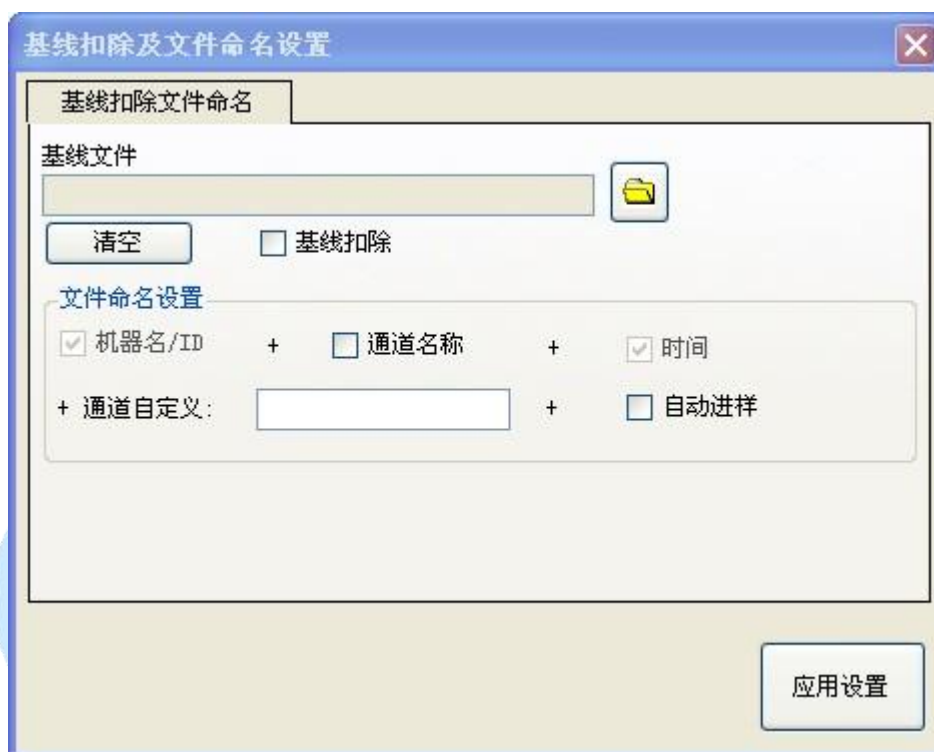 基线扣除及文件命名设置
基线扣除文件命名
基线文件
清空 基线扣除
文件命名设置
机器名/ID + 通道名称 + 时间
+ 通道自定义: + 自动进样
应用设置